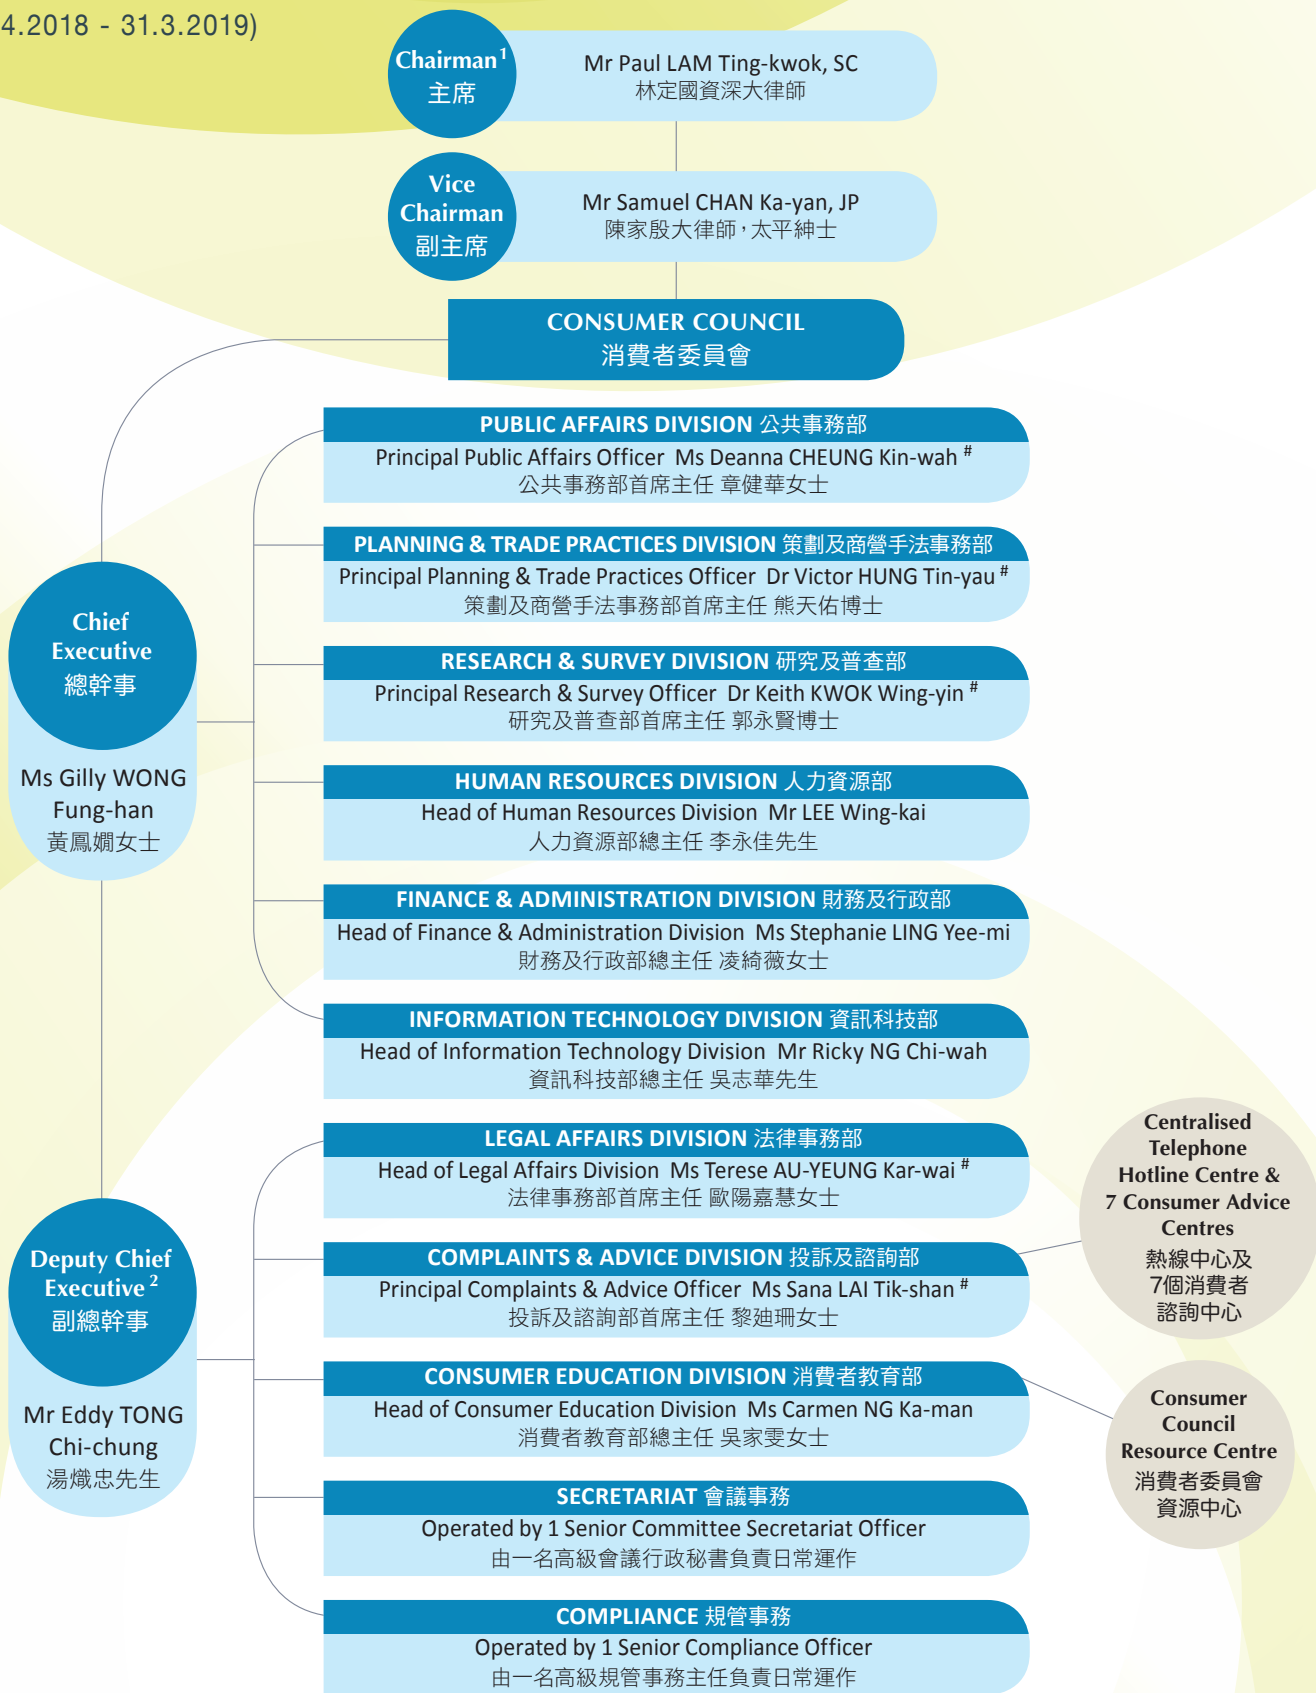 4.2018 - 31.3.2019)
Chairman1
主席
Mr Paul LAM Ting-kwok, SC
林定國資深大律師
Vice
Chairman
副主席
Mr Samuel CHAN Ka-yan, JP
陳家殷大律師，太平紳士
CONSUMER COUNCIL
消費者委員會
PUBLIC AFFAIRS DIVISION 公共事務部
Principal Public Affairs Officer Ms Deanna CHEUNG Kin-wah #
公共事務部首席主任 章健華女士
PLANNING & TRADE PRACTICES DIVISION 策劃及商營手法事務部
Principal Planning & Trade Practices Officer Dr Victor HUNG Tin-yau #
策劃及商營手法事務部首席主任 熊天佑博士
Chief
Executive
總幹事
Ms Gilly WONG
Fung-han
黃鳳嫺女士
RESEARCH & SURVEY DIVISION 研究及普查部
Principal Research & Survey Officer Dr Keith KWOK Wing-yin #
研究及普查部首席主任 郭永賢博士
HUMAN RESOURCES DIVISION 人力資源部
Head of Human Resources Division Mr LEE Wing-kai
人力資源部總主任 李永佳先生
FINANCE & ADMINISTRATION DIVISION 財務及行政部
Head of Finance & Administration Division Ms Stephanie LING Yee-mi
財務及行政部總主任 凌綺薇女士
INFORMATION TECHNOLOGY DIVISION 資訊科技部
Head of Information Technology Division Mr Ricky NG Chi-wah
資訊科技部總主任 吳志華先生
Deputy Chief
Executive 2
副總幹事
Mr Eddy TONG
Chi-chung
湯熾忠先生
LEGAL AFFAIRS DIVISION 法律事務部
Head of Legal Affairs Division Ms Terese AU-YEUNG Kar-wai #
法律事務部首席主任 歐陽嘉慧女士
COMPLAINTS & ADVICE DIVISION 投訴及諮詢部
Principal Complaints & Advice Officer Ms Sana LAI Tik-shan #
投訴及諮詢部首席主任 黎廸珊女士
Centralised
Telephone
Hotline Centre &
7 Consumer Advice
Centres
熱線中心及
7個消費者
諮詢中心
CONSUMER EDUCATION DIVISION 消費者教育部
Head of Consumer Education Division Ms Carmen NG Ka-man
消費者教育部總主任 吳家雯女士
Consumer
Council
Resource Centre
消費者委員會
資源中心
SECRETARIAT 會議事務
Operated by 1 Senior Committee Secretariat Officer
由一名高級會議行政秘書負責日常運作
COMPLIANCE 規管事務
Operated by 1 Senior Compliance Officer
由一名高級規管事務主任負責日常運作